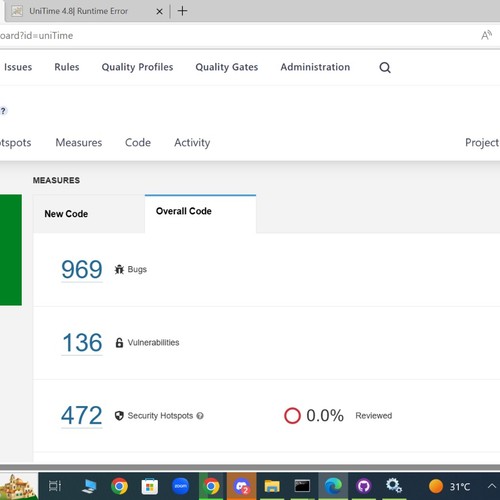 UniTime 4.8| Runtime Error
oard?id=uniTime
Issues Rules Quality Profiles Quality Gates Administration
?
otspots Measures Code Activity Project
MEASURES
New Code Overall Code
969 Bugs
136 Vulnerabilities
472 Security Hotspots ? 0.0% Reviewed
zoom 2 31°C